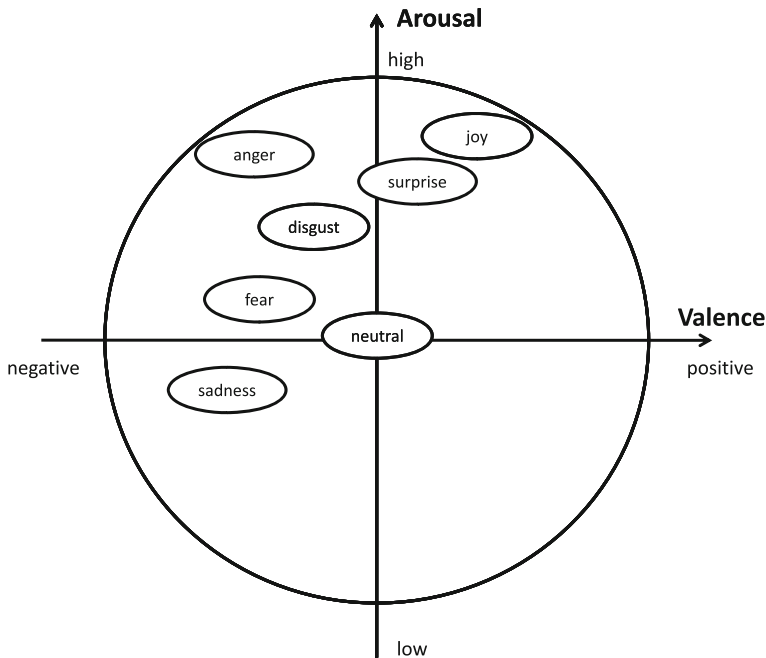 Arousal
high
joy
anger
surprise
disgust
fear
Valence
neutral
negative
positive
sadness
low